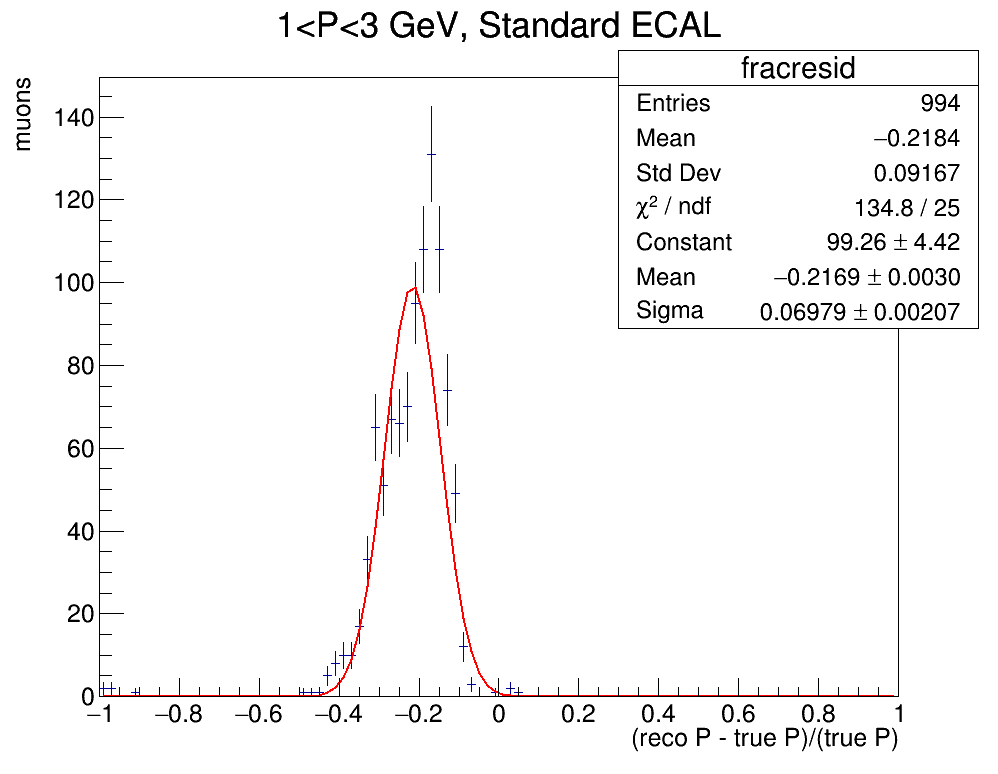 1<P<3 GeV, Standard ECAL
muons
fracresid
Entries 994
Mean −0.2184
Std Dev 0.09167
χ² / ndf 134.8 / 25
Constant 99.26 ± 4.42
Mean −0.2169 ± 0.0030
Sigma 0.06979 ± 0.00207
140
120
100
80
60
40
20
0
−1 −0.8 −0.6 −0.4 −0.2 0 0.2 0.4 0.6 0.8 1
(reco P - true P)/(true P)